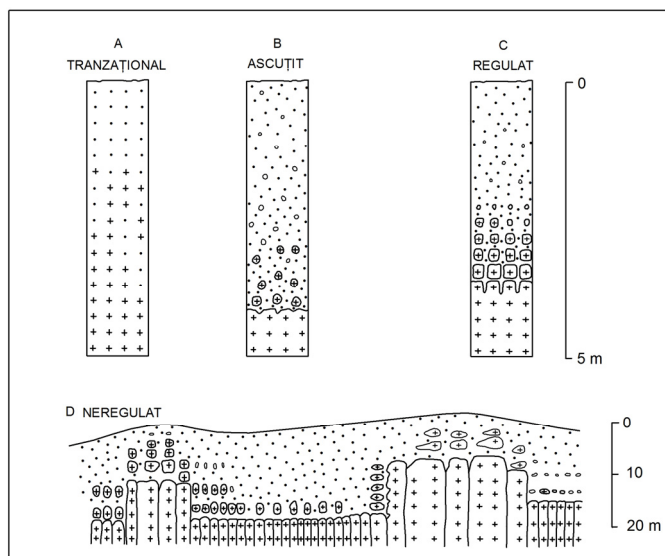 A
TRANZAȚIONAL
B
ASCUȚIT
C
REGULAT
0
5 m
D NEREGULAT
0
10
20 m